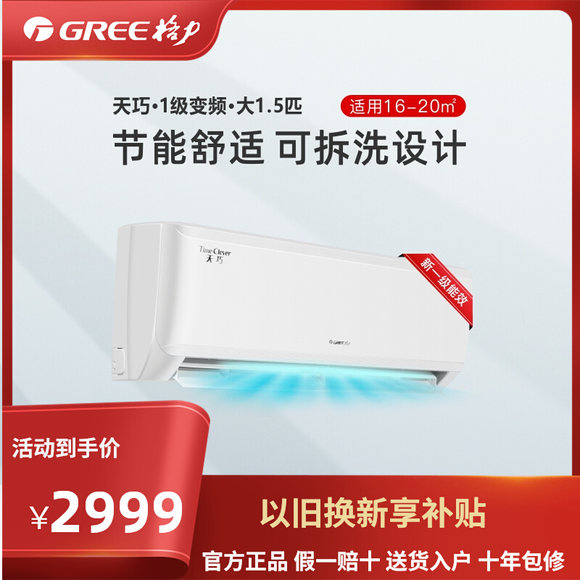 GREE 格力
天巧·1级变频·大1.5匹
适用16-20㎡
节能舒适 可拆洗设计
Time Clever
天巧
新一级能效
GREE格力
活动到手价
¥2999
以旧换新享补贴
官方正品 假一赔十 送货入户 十年包修